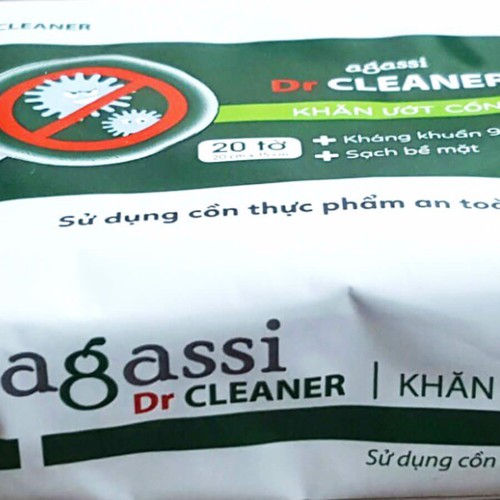 CLEANER
agassi
Dr CLEANER
KHĂN ƯỚT CỒN
20 tờ
+ Kháng khuẩn 9
+ Sạch bề mặt
Sử dụng cồn thực phẩm an toà
agassi
Dr CLEANER | KHĂN
Sử dụng cồn